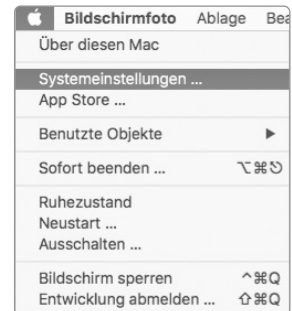 Bildschirmfoto Ablage Bea
Über diesen Mac
Systemeinstellungen ...
App Store ...
Benutzte Objekte ▶
Sofort beenden ... ⌥⌘⎋
Ruhezustand
Neustart ...
Ausschalten ...
Bildschirm sperren ^⌘Q
Entwicklung abmelden ... ⇧⌘Q